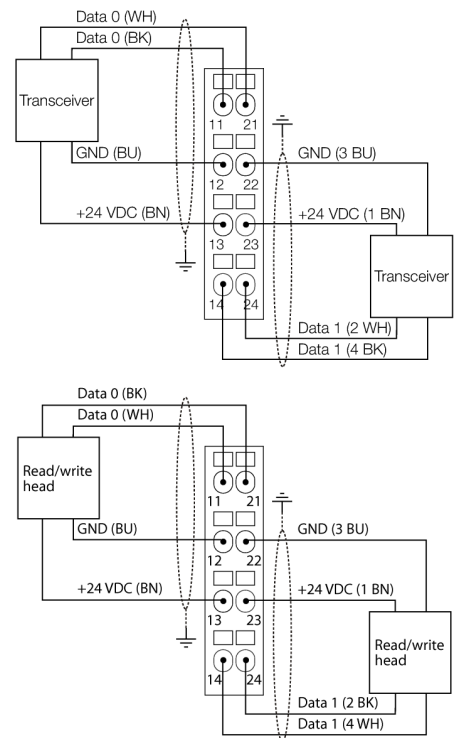 Data 0 (WH)
Data 0 (BK)
Transceiver
11 21
GND (BU)
GND (3 BU)
12 22
+24 VDC (BN)
+24 VDC (1 BN)
13 23
Transceiver
14 24
Data 1 (2 WH)
Data 1 (4 BK)
Data 0 (BK)
Data 0 (WH)
Read/write
head
11 21
GND (BU)
GND (3 BU)
12 22
+24 VDC (BN)
+24 VDC (1 BN)
13 23
Read/write
head
14 24
Data 1 (2 BK)
Data 1 (4 WH)